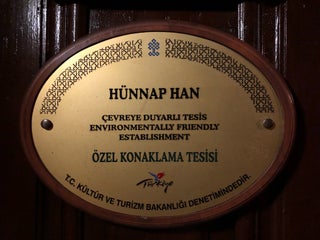 HÜNNAP HAN
ÇEVREYE DUYARLI TESİS
ENVIRONMENTALLY FRIENDLY
ESTABLISHMENT
ÖZEL KONAKLAMA TESİSİ
Türkiye
T.C. KÜLTÜR VE TURİZM BAKANLIĞI DENETİMİNDEDİR.